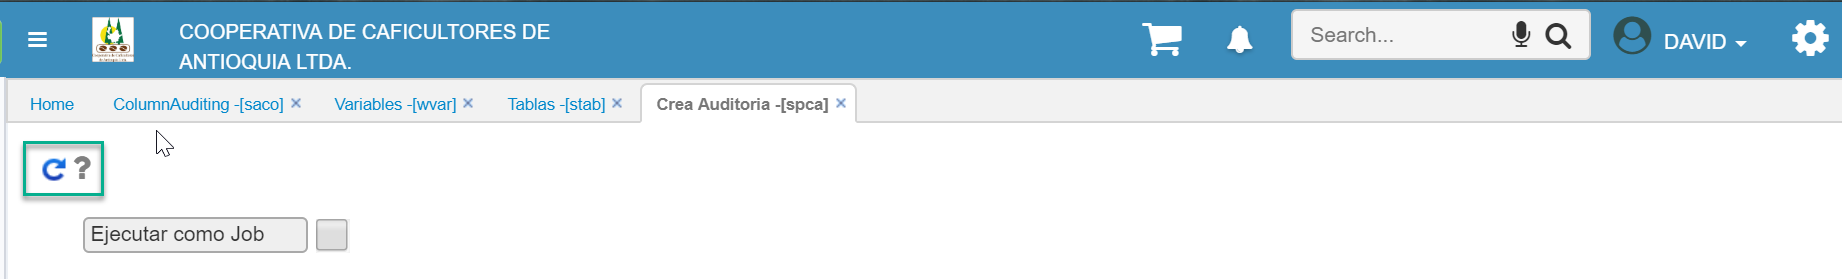 COOPERATIVA DE CAFICULTORES DE
ANTIOQUIA LTDA.
Search...
DAVID
Home
ColumnAuditing -[saco]
Variables -[wvar]
Tablas -[stab]
Crea Auditoria -[spca]
?
Ejecutar como Job